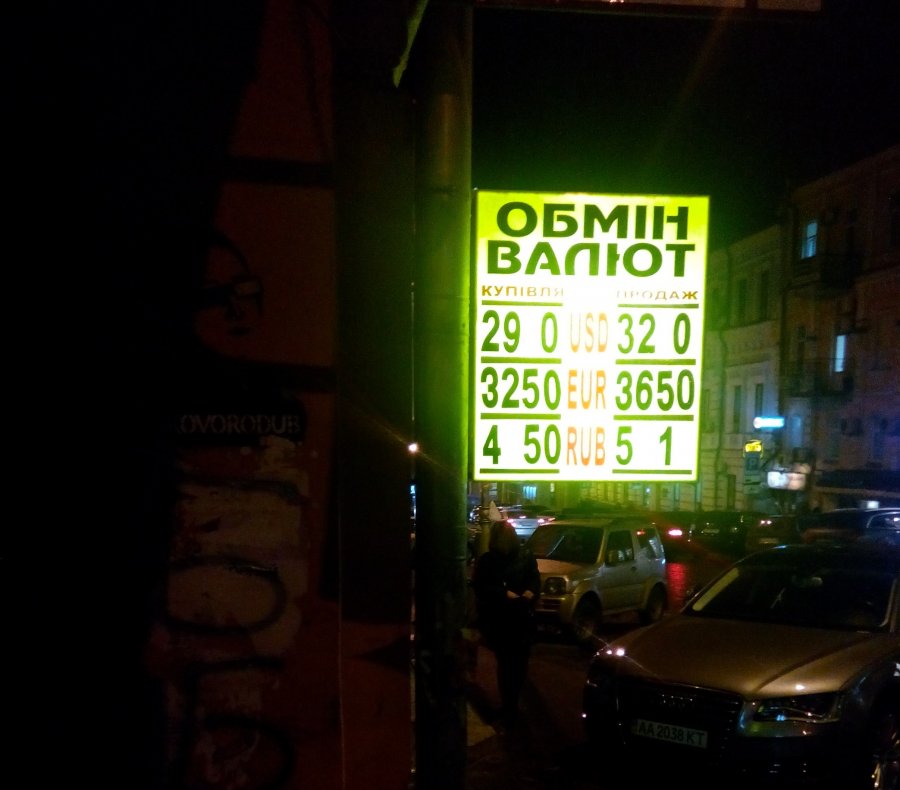 ОБМІН
ВАЛЮТ
КУПІВЛЯ ПРОДАЖ
29 0 USD 32 0
3250 EUR 3650
4 50 RUB 5 1
OVORODUB
AA 2038 KT